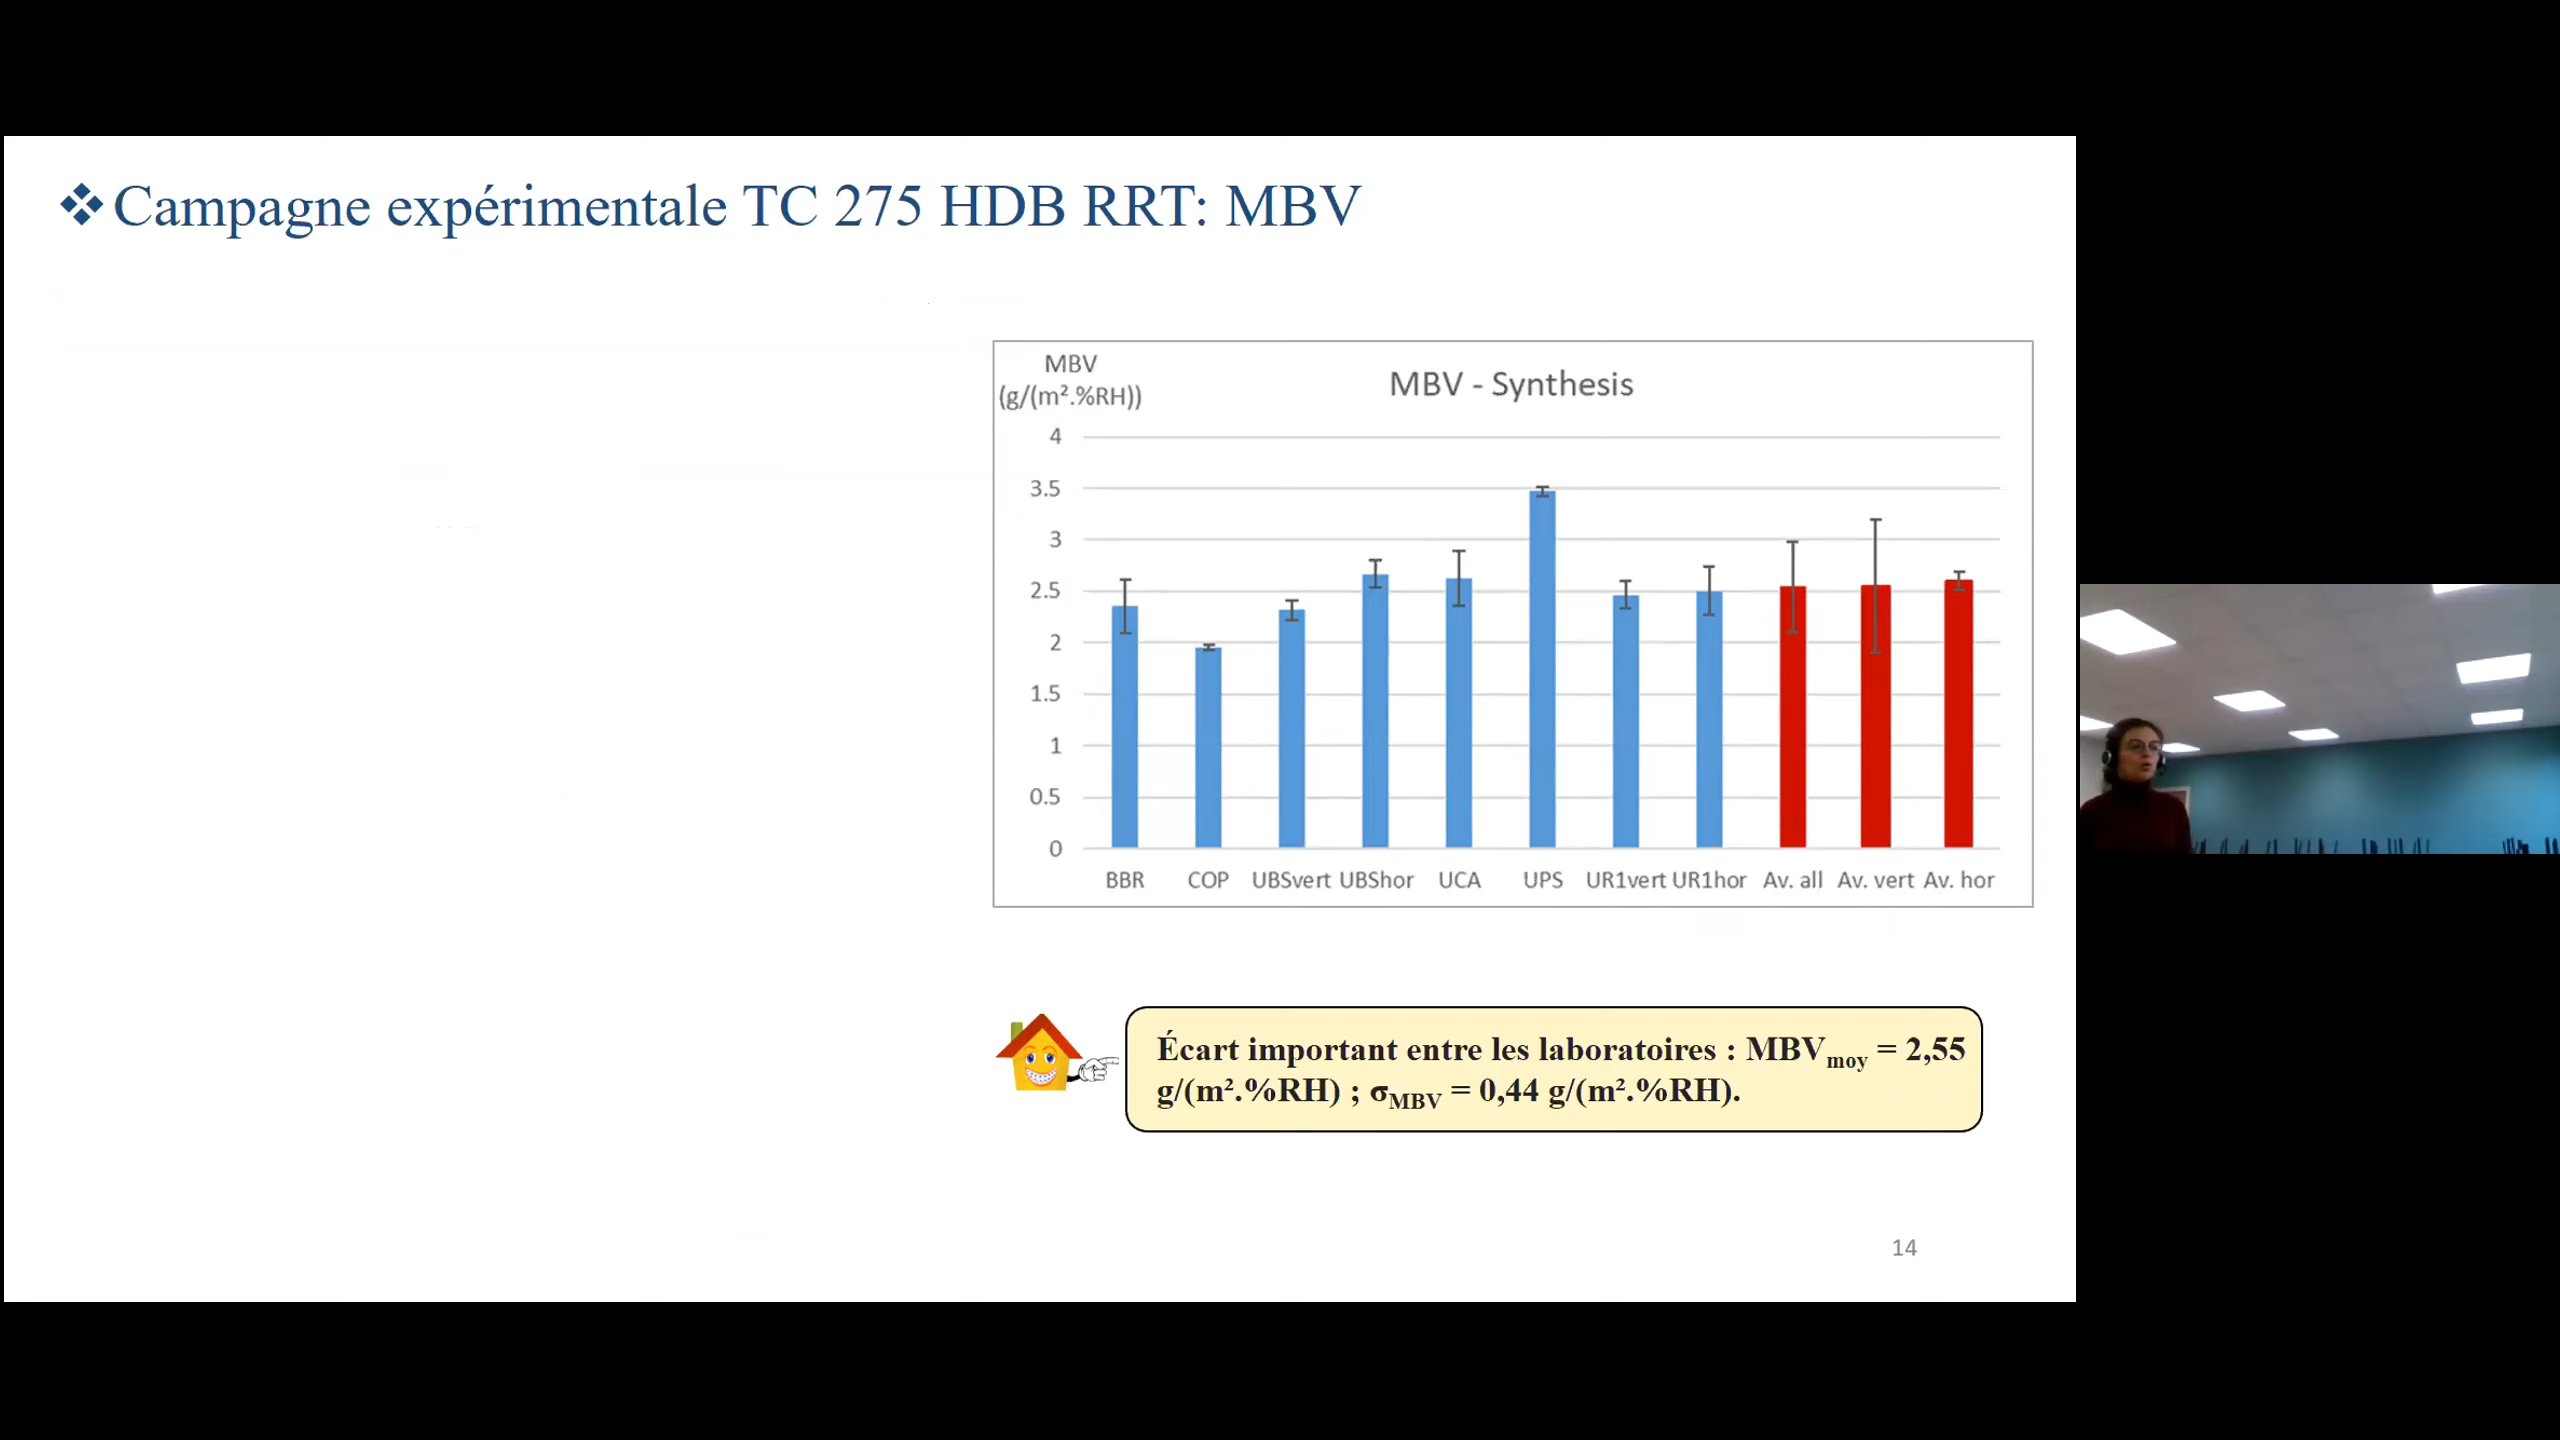 ❖Campagne expérimentale TC 275 HDB RRT: MBV
MBV
(g/(m².%RH))
MBV - Synthesis
4
3.5
3
2.5
2
1.5
1
0.5
0
BBR COP UBSvert UBShor UCA UPS UR1vert UR1hor Av. all Av. vert Av. hor
Écart important entre les laboratoires : MBVmoy = 2,55
g/(m².%RH) ; σMBV = 0,44 g/(m².%RH).
14